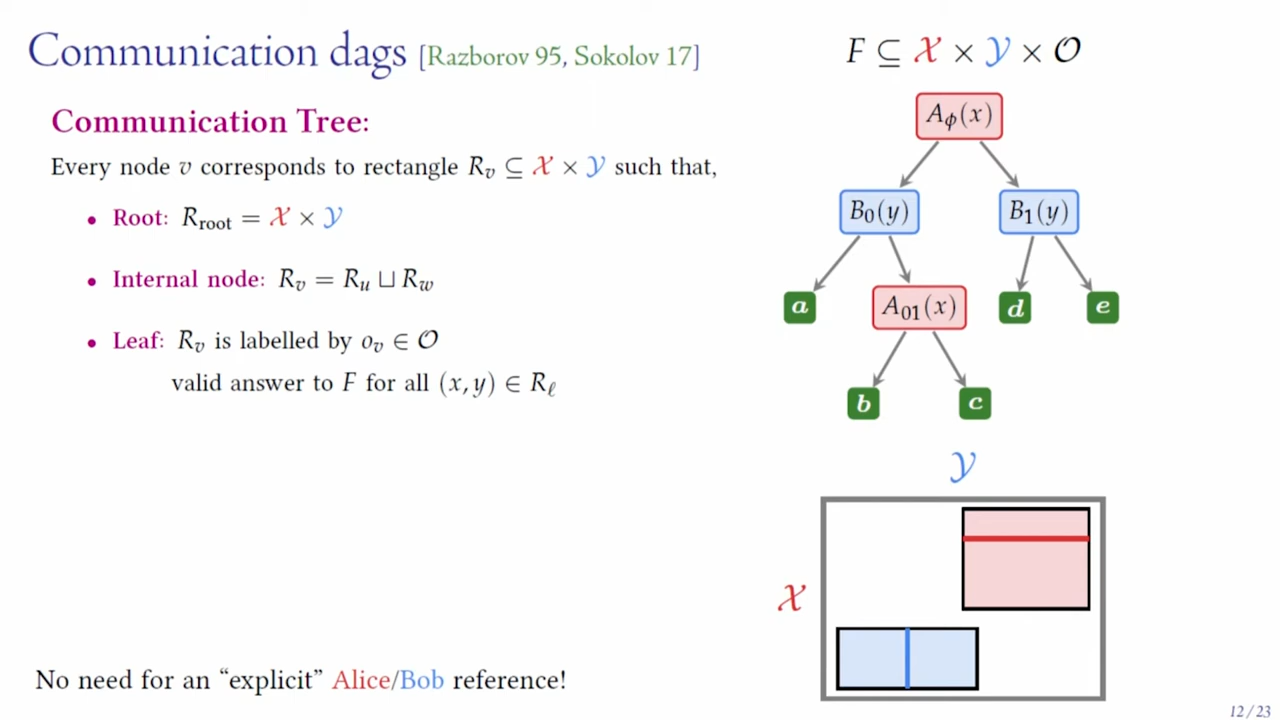 Communication dags [Razborov 95, Sokolov 17]
Communication Tree:
Every node v corresponds to rectangle R_v ⊆ 𝒳 × 𝒴 such that,
• Root: R_root = 𝒳 × 𝒴
• Internal node: R_v = R_u ⊔ R_w
• Leaf: R_v is labelled by o_v ∈ 𝒪
valid answer to F for all (x, y) ∈ R_ℓ
No need for an “explicit” Alice/Bob reference!
F ⊆ 𝒳 × 𝒴 × 𝒪
A_ϕ(x)
B_0(y) B_1(y)
a A_01(x) d e
b c
𝒴
𝒳
12/23